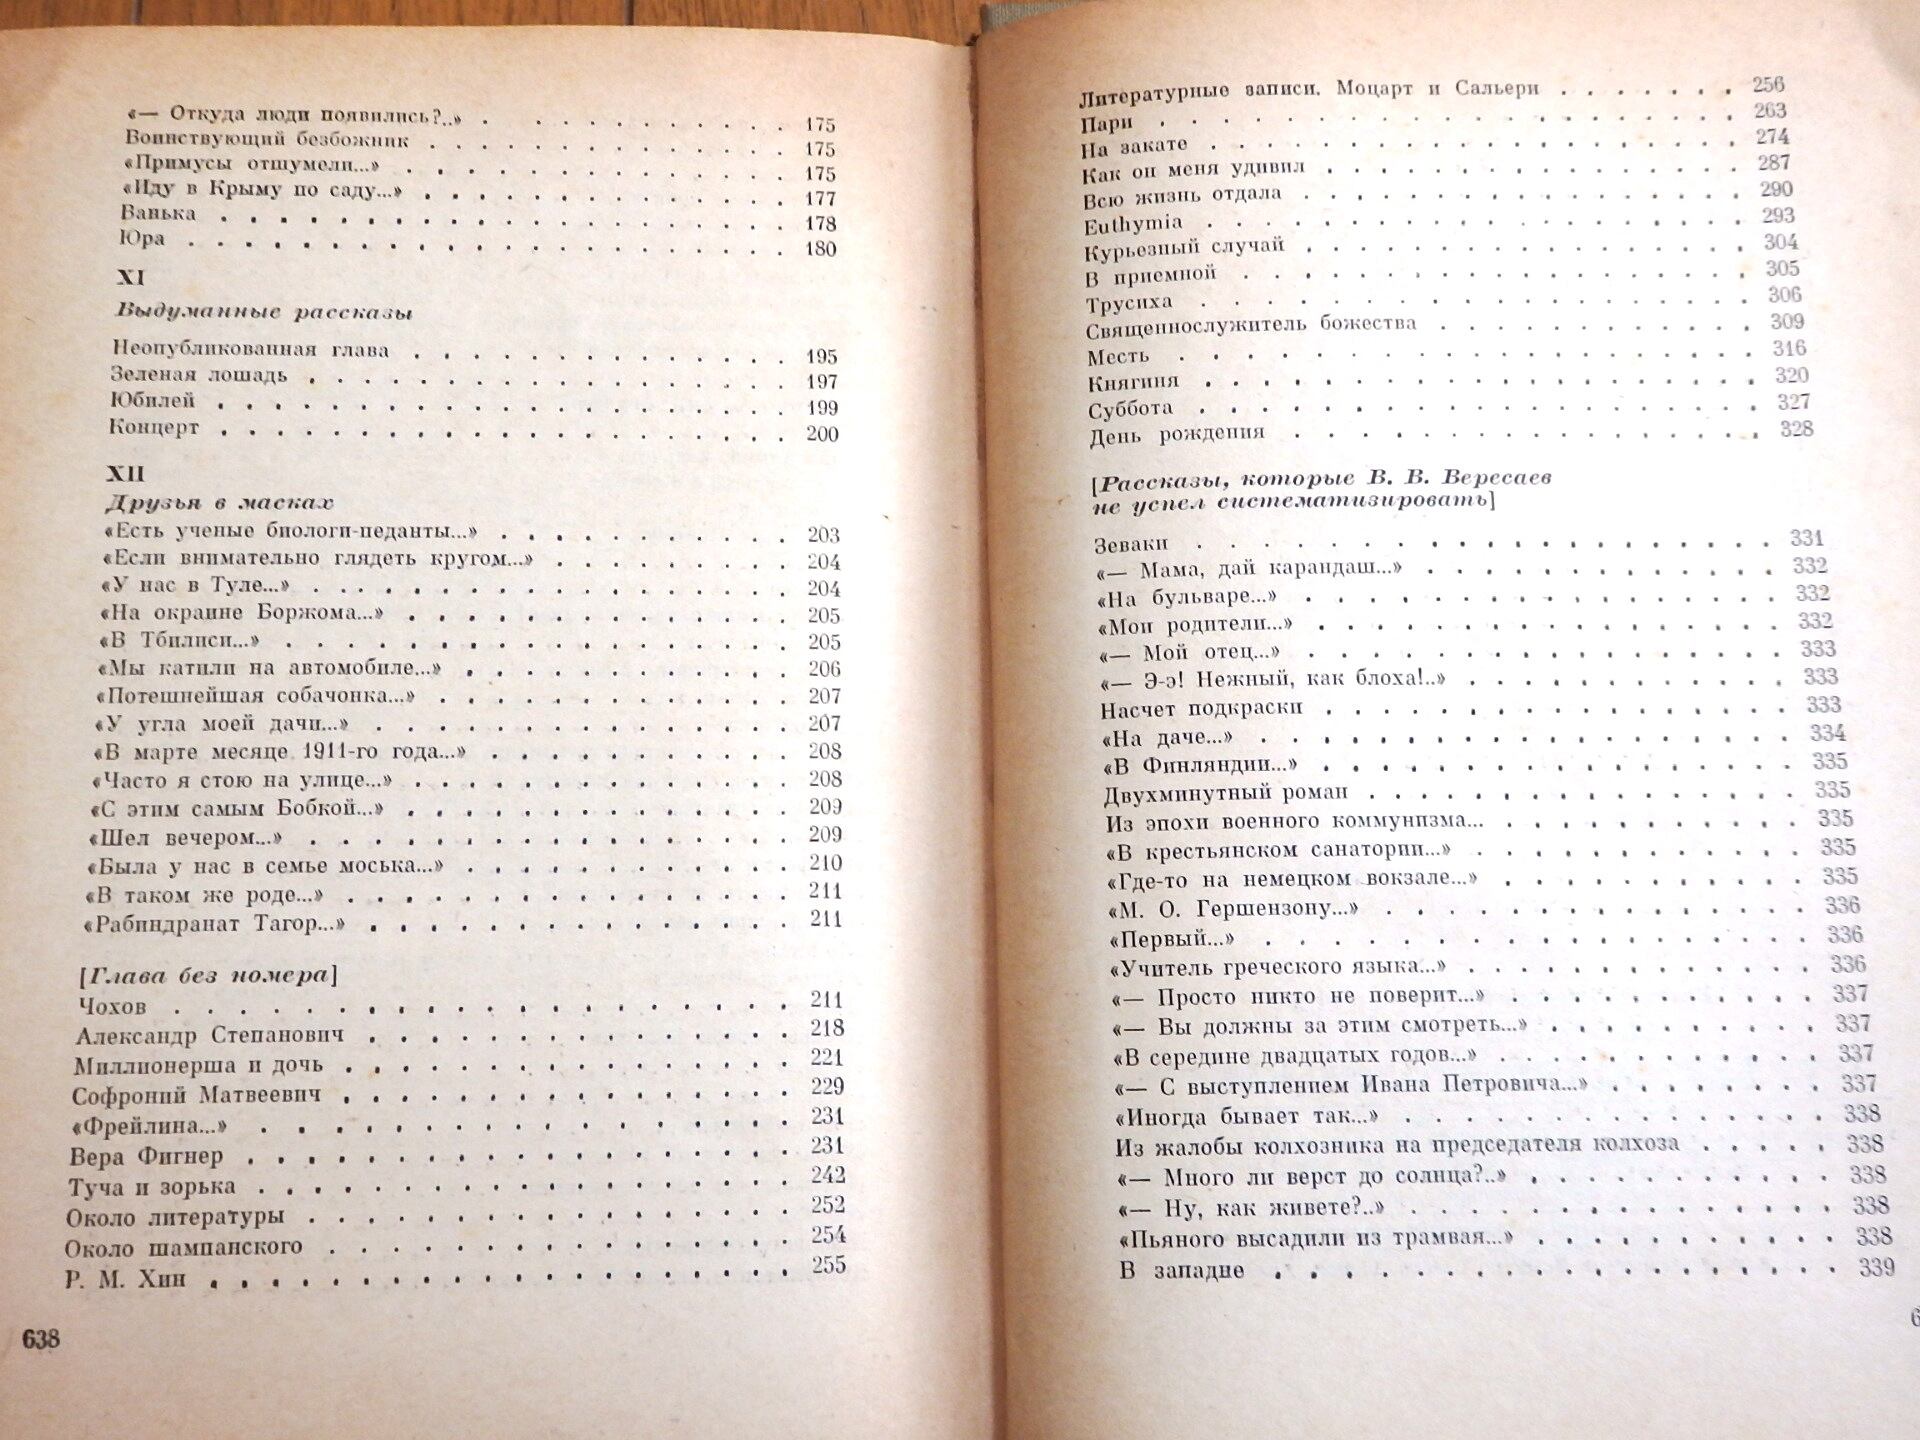 «— Откуда люди появились?..» . . . . . . . . . . 175
Воинствующий безбожник . . . . . . . . . . . . . 175
«Примусы отшумели...» . . . . . . . . . . . . . . 175
«Иду в Крыму по саду...» . . . . . . . . . . . . . 177
Ванька . . . . . . . . . . . . . . . . . . . . 178
Юра . . . . . . . . . . . . . . . . . . . . . 180
XI
Выдуманные рассказы
Неопубликованная глава . . . . . . . . . . . . . 195
Зеленая лошадь . . . . . . . . . . . . . . . . . 197
Юбилей . . . . . . . . . . . . . . . . . . . . 199
Концерт . . . . . . . . . . . . . . . . . . . . 200
XII
Друзья в масках
«Есть ученые биологи-педанты...» . . . . . . . . . . 203
«Если внимательно глядеть кругом...» . . . . . . . . 204
«У нас в Туле...» . . . . . . . . . . . . . . . . 204
«На окраине Боржома...» . . . . . . . . . . . . . 205
«В Тбилиси...» . . . . . . . . . . . . . . . . . 205
«Мы катили на автомобиле...» . . . . . . . . . . . 206
«Потешнейшая собачонка...» . . . . . . . . . . . . 207
«У угла моей дачи...» . . . . . . . . . . . . . . 207
«В марте месяце 1911-го года...» . . . . . . . . . . 208
«Часто я стою на улице...» . . . . . . . . . . . . 208
«С этим самым Бобкой...» . . . . . . . . . . . . . 209
«Шел вечером...» . . . . . . . . . . . . . . . . 209
«Была у нас в семье моська...» . . . . . . . . . . . 210
«В таком же роде...» . . . . . . . . . . . . . . . 211
«Рабиндранат Тагор...» . . . . . . . . . . . . . . 211
[Глава без номера]
Чохов . . . . . . . . . . . . . . . . . . . . . 211
Александр Степанович . . . . . . . . . . . . . . 218
Миллионерша и дочь . . . . . . . . . . . . . . . 221
Софроний Матвеевич . . . . . . . . . . . . . . . 229
«Фрейлина...» . . . . . . . . . . . . . . . . . 231
Вера Фигнер . . . . . . . . . . . . . . . . . . 231
Туча и зорька . . . . . . . . . . . . . . . . . . 242
Около литературы . . . . . . . . . . . . . . . . 252
Около шампанского . . . . . . . . . . . . . . . 254
Р. М. Хин . . . . . . . . . . . . . . . . . . . 255
638
Литературные записи. Моцарт и Сальери . . . . . . . 256
Пари . . . . . . . . . . . . . . . . . . . . . 263
На закате . . . . . . . . . . . . . . . . . . . 274
Как он меня удивил . . . . . . . . . . . . . . . 287
Всю жизнь отдала . . . . . . . . . . . . . . . . 290
Euthymia . . . . . . . . . . . . . . . . . . . 293
Курьезный случай . . . . . . . . . . . . . . . . 304
В приемной . . . . . . . . . . . . . . . . . . 305
Трусиха . . . . . . . . . . . . . . . . . . . . 306
Священнослужитель божества . . . . . . . . . . . 309
Месть . . . . . . . . . . . . . . . . . . . . . 316
Княгиня . . . . . . . . . . . . . . . . . . . . 320
Суббота . . . . . . . . . . . . . . . . . . . . 327
День рождения . . . . . . . . . . . . . . . . . 328
[Рассказы, которые В. В. Вересаев
не успел систематизировать]
Зеваки . . . . . . . . . . . . . . . . . . . . 331
«— Мама, дай карандаш...» . . . . . . . . . . . . 332
«На бульваре...» . . . . . . . . . . . . . . . . 332
«Мои родители...» . . . . . . . . . . . . . . . . 332
«— Мой отец...» . . . . . . . . . . . . . . . . 333
«— Э-э! Нежный, как блоха!..» . . . . . . . . . . . 333
Насчет подкраски . . . . . . . . . . . . . . . . 333
«На даче...» . . . . . . . . . . . . . . . . . . 334
«В Финляндии...» . . . . . . . . . . . . . . . . 335
Двухминутный роман . . . . . . . . . . . . . . . 335
Из эпохи военного коммунизма... . . . . . . . . . . 335
«В крестьянском санатории...» . . . . . . . . . . . 335
«Где-то на немецком вокзале...» . . . . . . . . . . 335
«М. О. Гершензону...» . . . . . . . . . . . . . . 336
«Первый...» . . . . . . . . . . . . . . . . . . 336
«Учитель греческого языка...» . . . . . . . . . . . 336
«— Просто никто не поверит...» . . . . . . . . . . 337
«— Вы должны за этим смотреть...» . . . . . . . . . 337
«В середине двадцатых годов...» . . . . . . . . . . 337
«— С выступлением Ивана Петровича...» . . . . . . . 337
«Иногда бывает так...» . . . . . . . . . . . . . . 338
Из жалобы колхозника на председателя колхоза . . . . . 338
«— Много ли верст до солнца?..» . . . . . . . . . . 338
«— Ну, как живете?..» . . . . . . . . . . . . . . 338
«Пьяного высадили из трамвая...» . . . . . . . . . . 338
В западне . . . . . . . . . . . . . . . . . . . 339